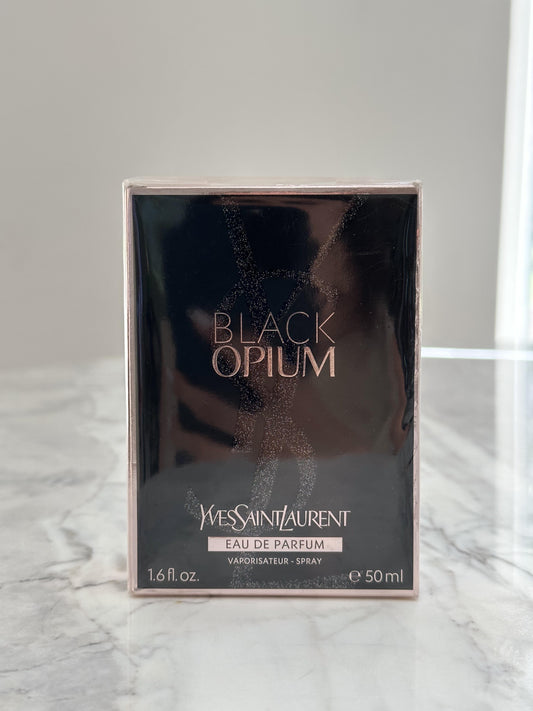 BLACK
OPIUM
YVESSAINTLAURENT
EAU DE PARFUM
VAPORISATEUR - SPRAY
1.6 fl. oz. ℮ 50 ml